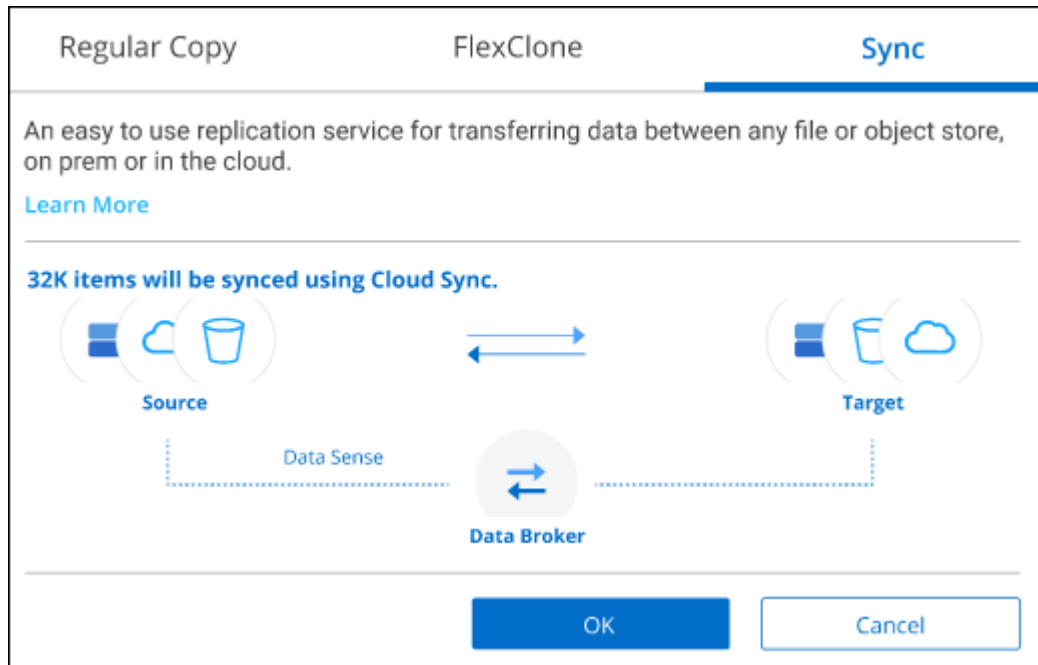 Regular Copy
FlexClone
Sync
An easy to use replication service for transferring data between any file or object store,
on prem or in the cloud.
Learn More
32K items will be synced using Cloud Sync.
Source
Target
Data Sense
Data Broker
OK
Cancel